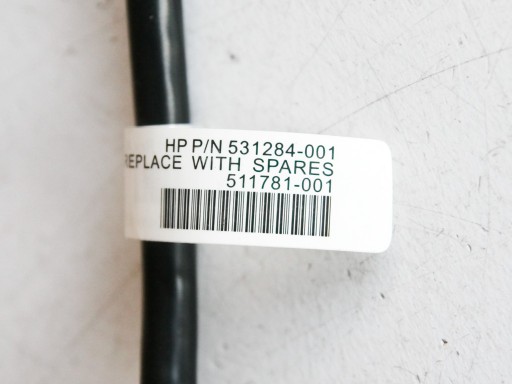 HP P/N 531284-001
REPLACE WITH SPARES
511781-001